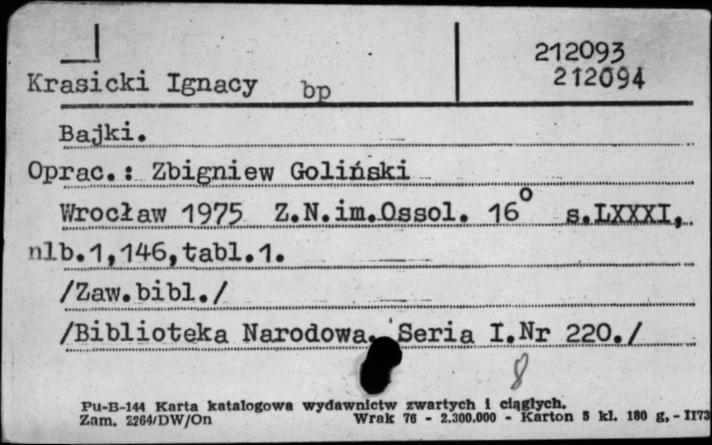 212093
Krasicki Ignacy bp 212094
Bajki.
Oprac.: Zbigniew Goliński
Wrocław 1975 Z.N.im.Ossol. 16° s.LXXXI,
nlb.1,146,tabl.1.
/Zaw.bibl./
/Biblioteka Narodowa. Seria I.Nr 220./
8
Pu-B-144 Karta katalogowa wydawnictw zwartych i ciągłych.
Zam. 2264/DW/On Wrak 76 - 2.300.000 - Karton 5 kl. 180 g, - 1173